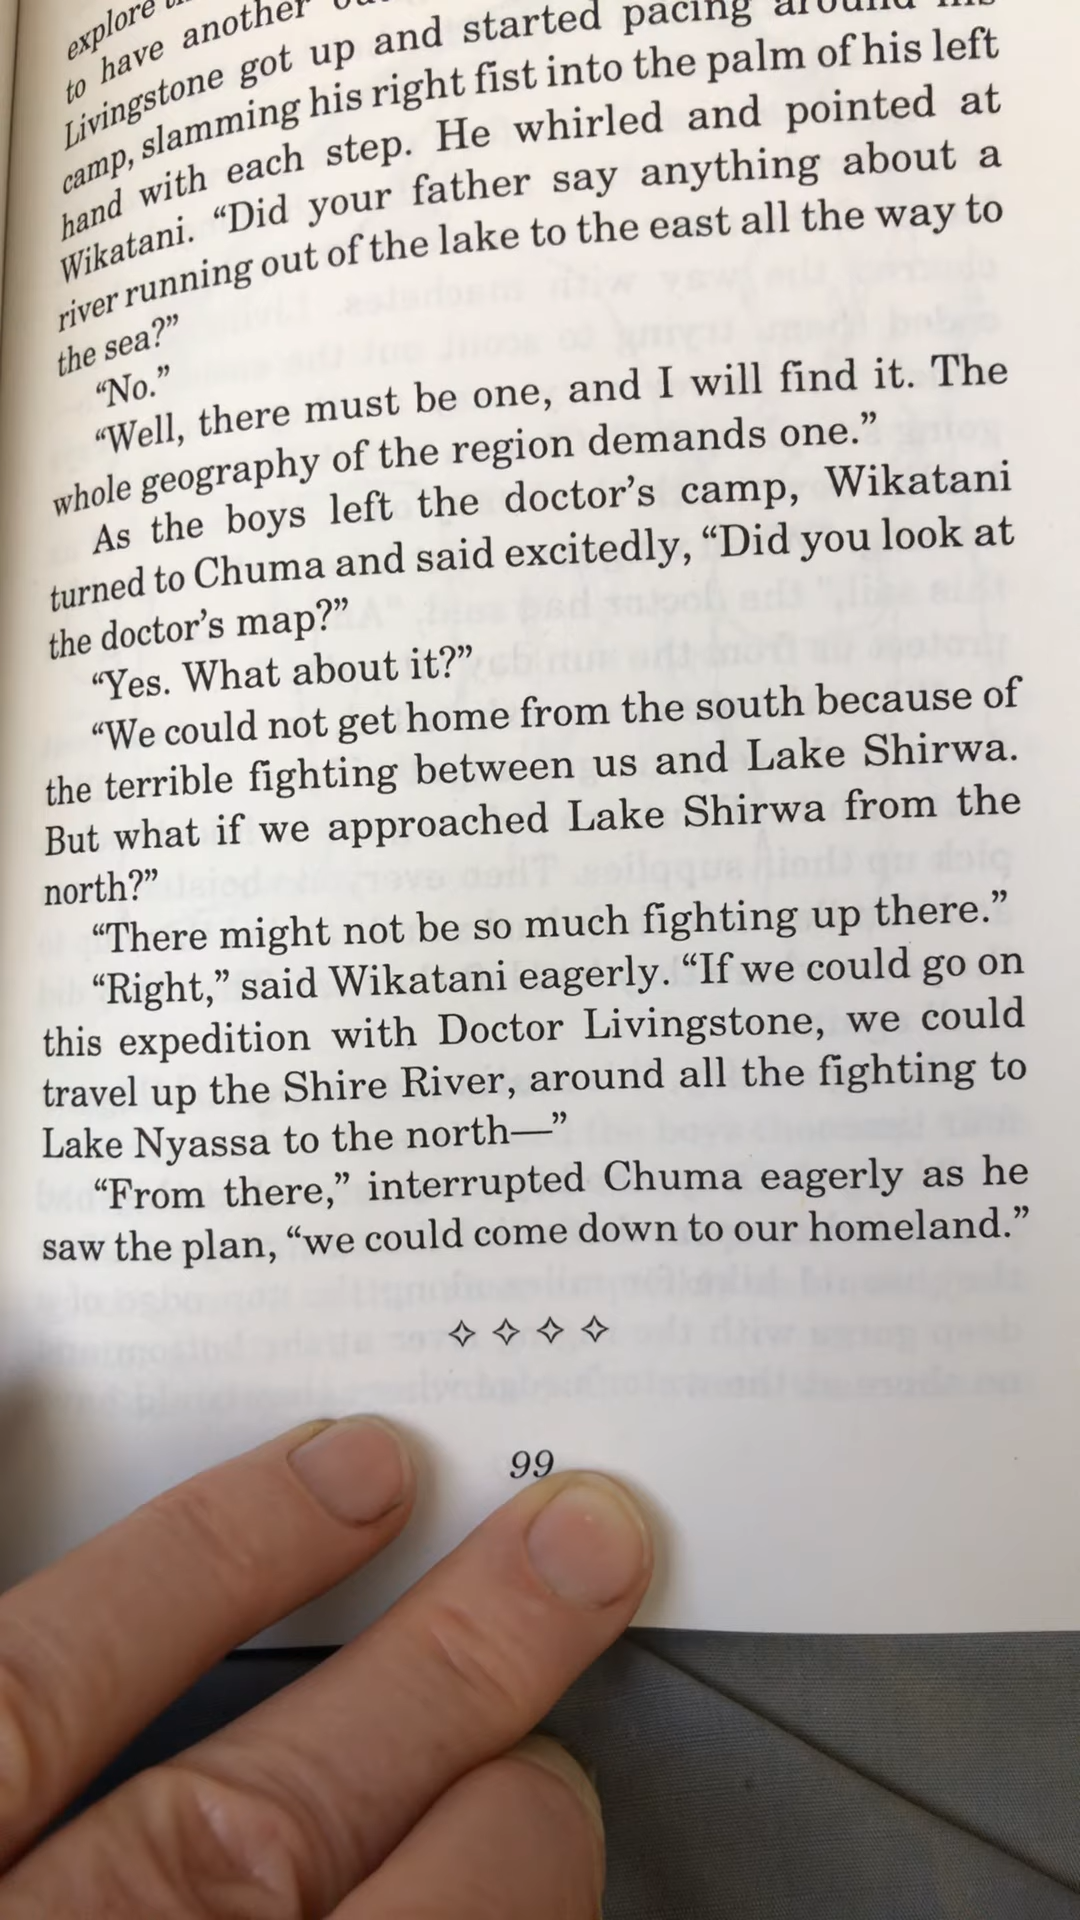 explore
to have another
Livingstone got up and started pacing around his
camp, slamming his right fist into the palm of his left
hand with each step. He whirled and pointed at
Wikatani. “Did your father say anything about a
river running out of the lake to the east all the way to
the sea?”
“No.”
“Well, there must be one, and I will find it. The
whole geography of the region demands one.”
As the boys left the doctor’s camp, Wikatani
turned to Chuma and said excitedly, “Did you look at
the doctor’s map?”
“Yes. What about it?”
“We could not get home from the south because of
the terrible fighting between us and Lake Shirwa.
But what if we approached Lake Shirwa from the
north?”
“There might not be so much fighting up there.”
“Right,” said Wikatani eagerly. “If we could go on
this expedition with Doctor Livingstone, we could
travel up the Shire River, around all the fighting to
Lake Nyassa to the north—”
“From there,” interrupted Chuma eagerly as he
saw the plan, “we could come down to our homeland.”
99